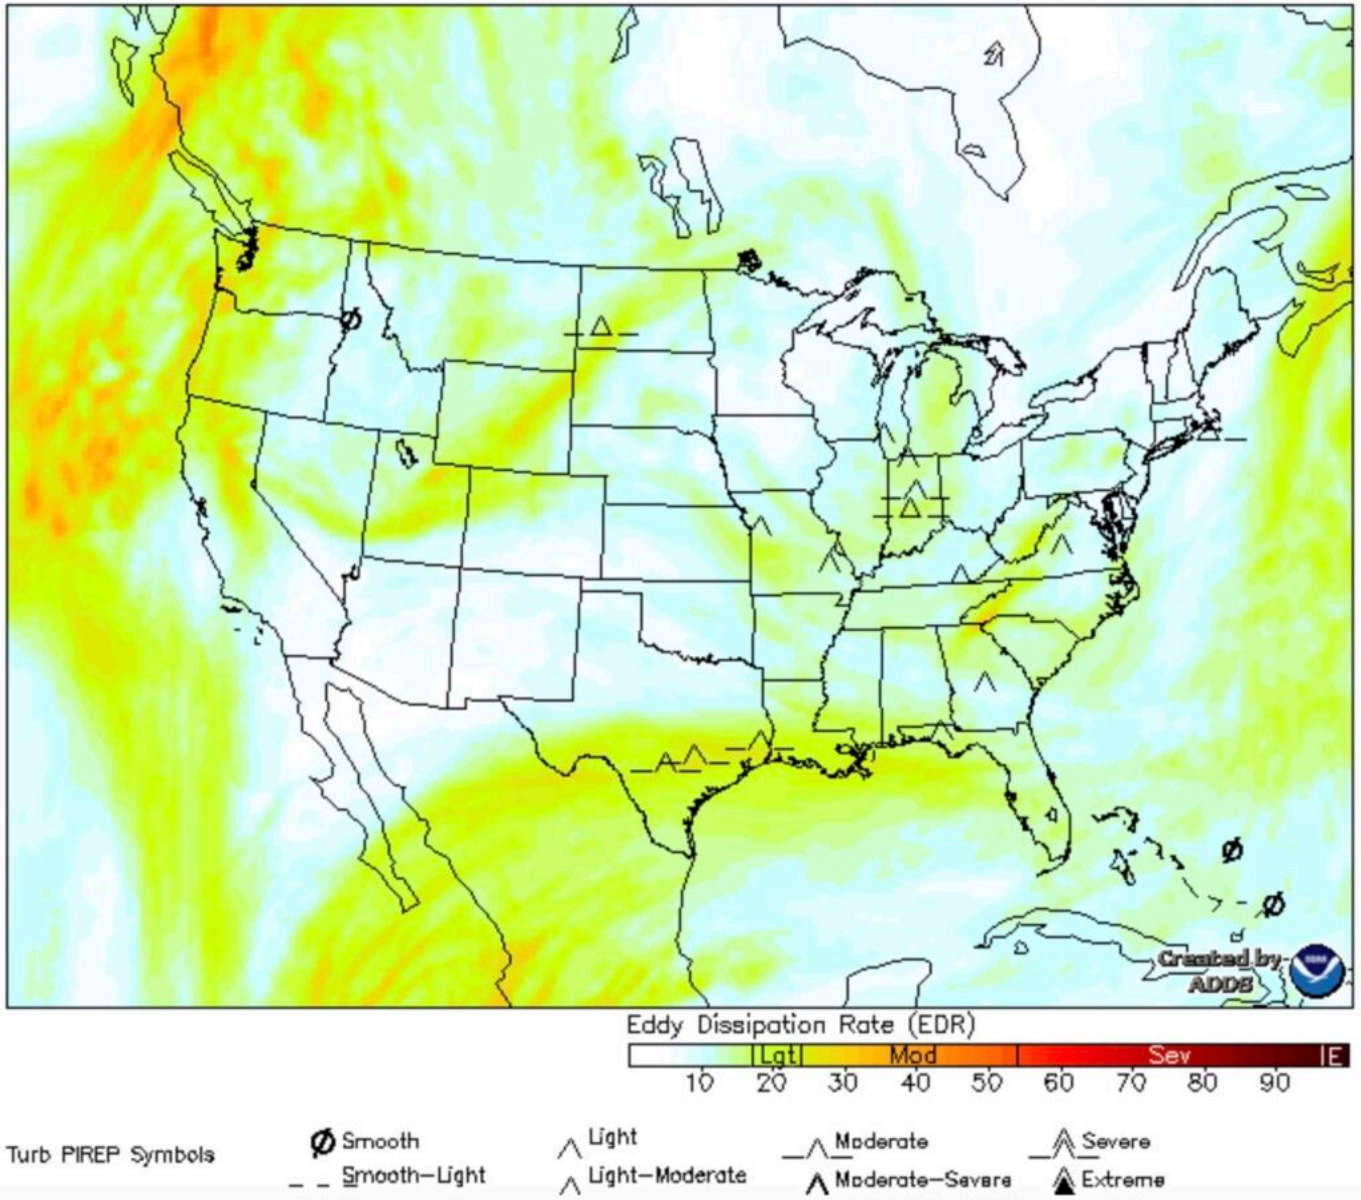 Created by
ADDS
Eddy Dissipation Rate (EDR)
Lgt Mod Sev E
10 20 30 40 50 60 70 80 90
Turb PIREP Symbols
Smooth Light Moderate Severe
Smooth-Light Light-Moderate Moderate-Severe Extreme